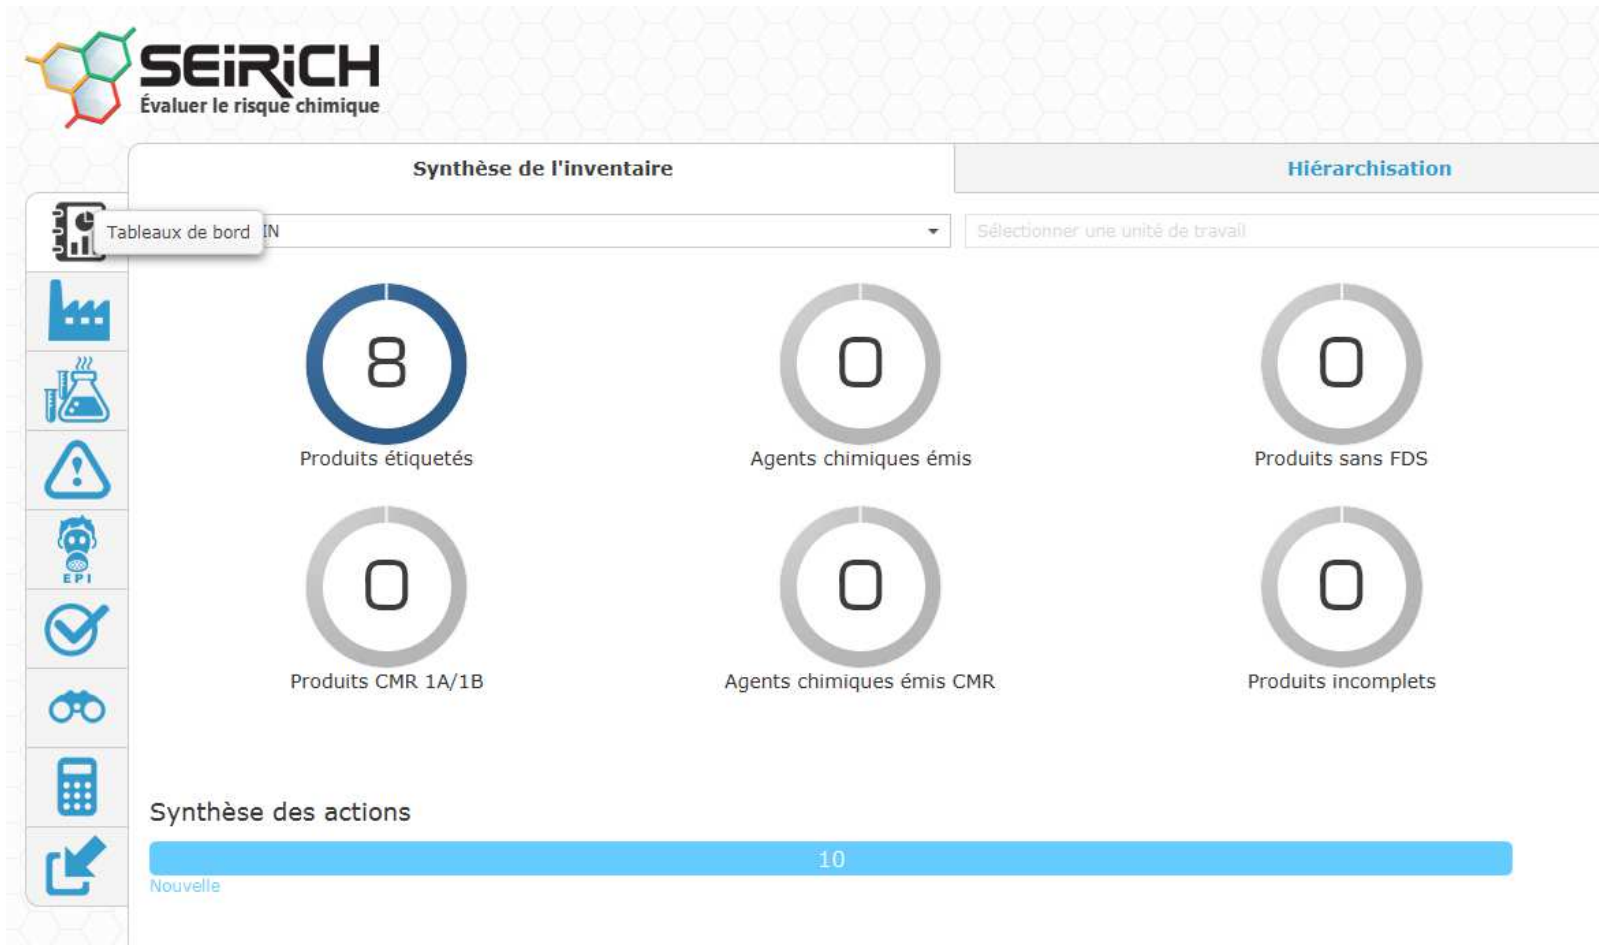 SEiRiCH
Évaluer le risque chimique
Synthèse de l'inventaire
Hiérarchisation
Tableaux de bord
IN
Sélectionner une unité de travail
8
0
0
Produits étiquetés
Agents chimiques émis
Produits sans FDS
EPI
0
0
0
Produits CMR 1A/1B
Agents chimiques émis CMR
Produits incomplets
Synthèse des actions
10
Nouvelle